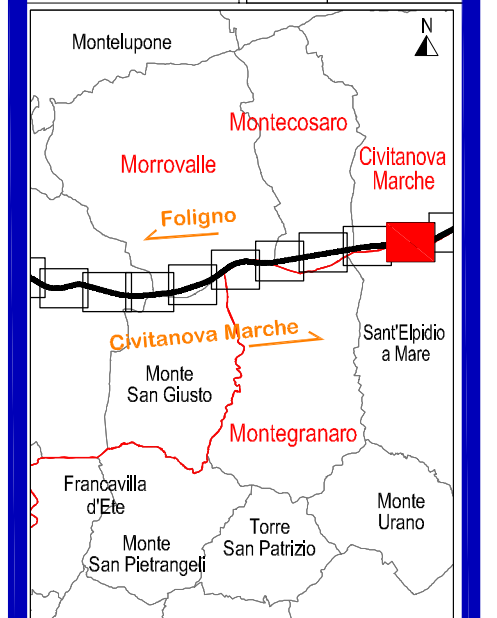 N
Montelupone
Montecosaro
Morrovalle
Civitanova
Marche
Foligno
Civitanova Marche
Sant'Elpidio
a Mare
Monte
San Giusto
Montegranaro
Francavilla
d'Ete
Monte
Urano
Torre
San Patrizio
Monte
San Pietrangeli